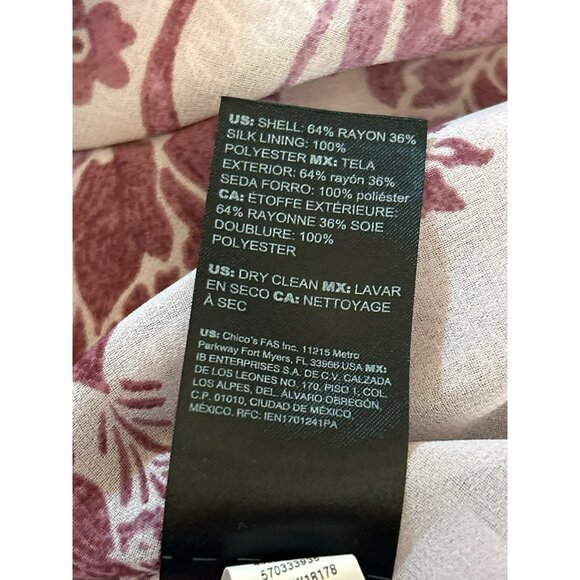 US: SHELL: 64% RAYON 36%
SILK LINING: 100%
POLYESTER MX: TELA
EXTERIOR: 64% rayón 36%
SEDA FORRO: 100% poliéster
CA: ÉTOFFE EXTÉRIEURE:
64% RAYONNE 36% SOIE
DOUBLURE: 100%
POLYESTER
US: DRY CLEAN MX: LAVAR
EN SECO CA: NETTOYAGE
À SEC
US: Chico's FAS Inc. 11215 Metro
Parkway Fort Myers, FL 33966 USA MX:
IB ENTERPRISES S.A. DE C.V. CALZADA
DE LOS LEONES NO. 170, PISO 1, COL.
LOS ALPES, DEL. ÁLVARO OBREGÓN,
C.P. 01010, CIUDAD DE MÉXICO,
MÉXICO, RFC: IEN1701241PA
570333935